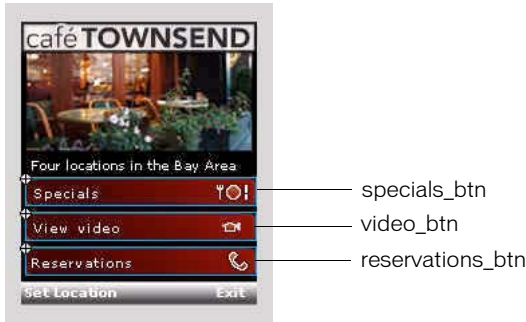 café TOWNSEND
Four locations in the Bay Area
Specials
specials_btn
View video
video_btn
Reservations
reservations_btn
Set Location Exit